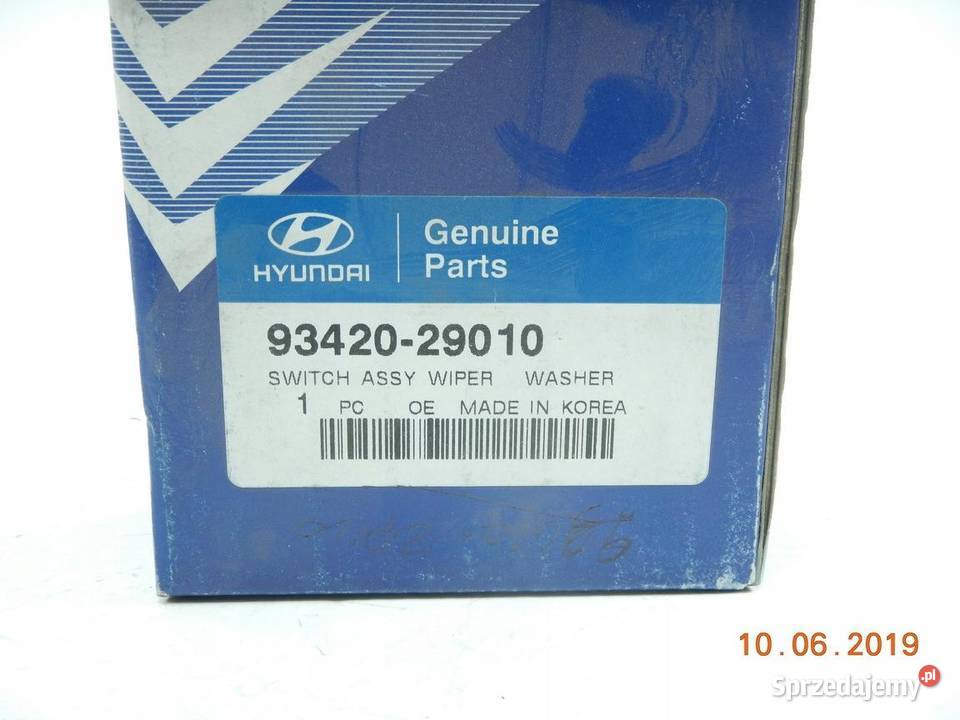 HYUNDAI
Genuine
Parts
93420-29010
SWITCH ASSY WIPER WASHER
1 PC OE MADE IN KOREA
10.06.2019
Sprzedajemy.pl